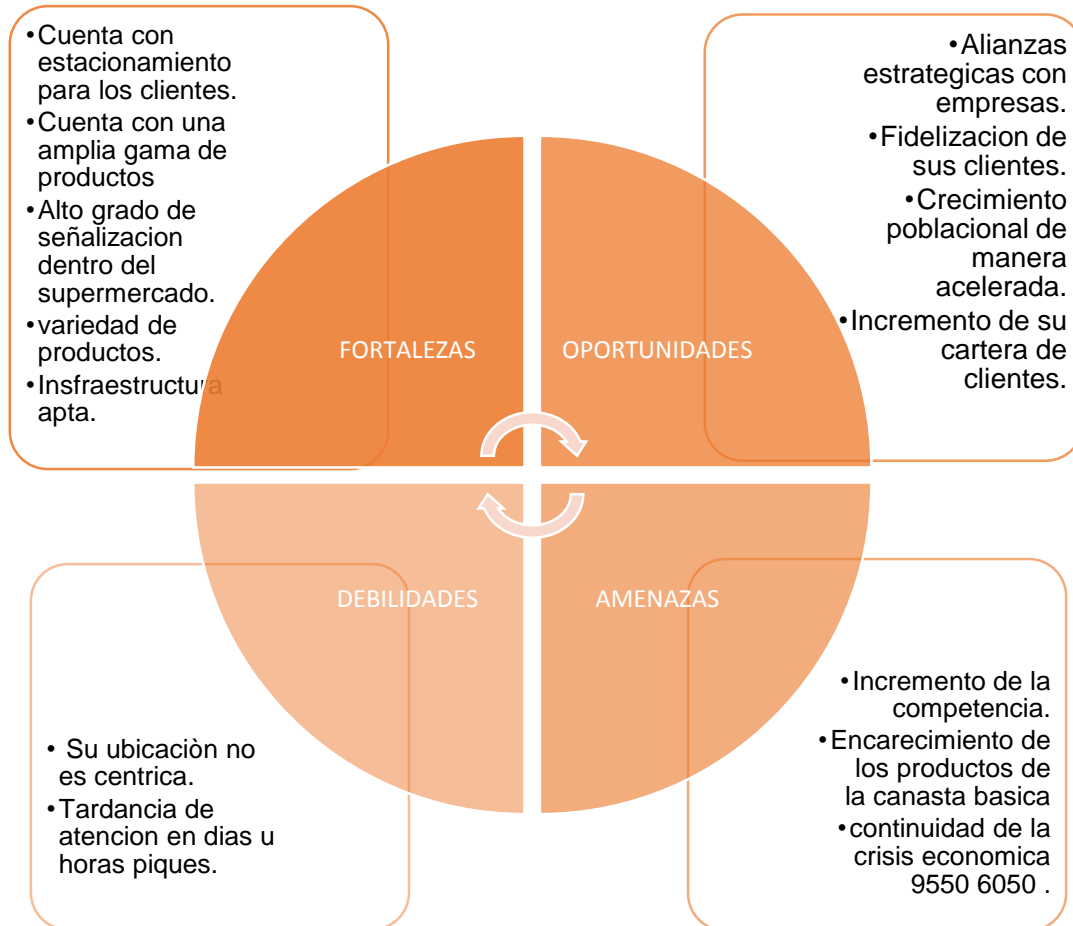 •Cuenta con
estacionamiento
para los clientes.
•Cuenta con una
amplia gama de
productos
•Alto grado de
señalizacion
dentro del
supermercado.
•variedad de
productos.
•Insfraestructura
apta.
FORTALEZAS
•Alianzas
estrategicas con
empresas.
•Fidelizacion de
sus clientes.
•Crecimiento
poblacional de
manera
acelerada.
•Incremento de su
cartera de
clientes.
OPORTUNIDADES
DEBILIDADES
• Su ubicaciòn no
es centrica.
•Tardancia de
atencion en dias u
horas piques.
AMENAZAS
•Incremento de la
competencia.
•Encarecimiento de
los productos de
la canasta basica
•continuidad de la
crisis economica
9550 6050 .